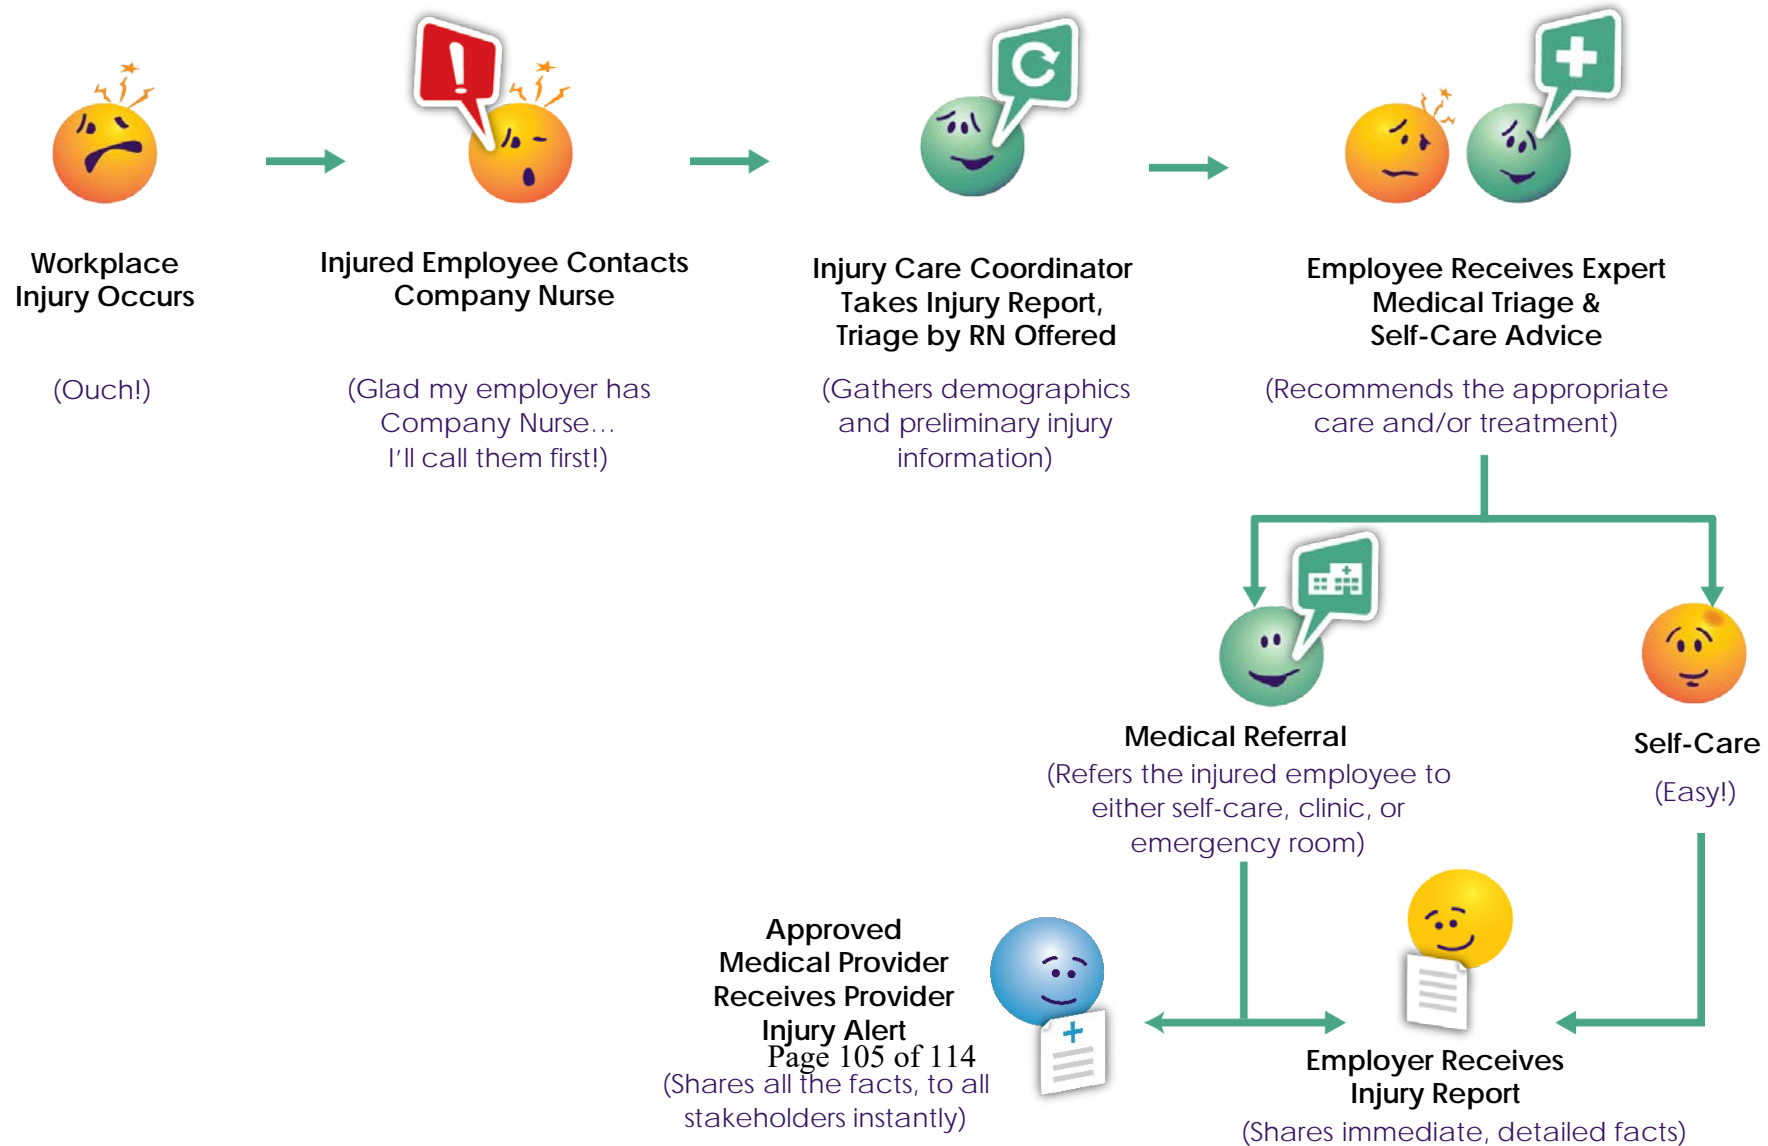 Workplace
Injury Occurs
(Ouch!)
Injured Employee Contacts
Company Nurse
(Glad my employer has
Company Nurse…
I'll call them first!)
Injury Care Coordinator
Takes Injury Report,
Triage by RN Offered
(Gathers demographics
and preliminary injury
information)
Employee Receives Expert
Medical Triage &
Self-Care Advice
(Recommends the appropriate
care and/or treatment)
Medical Referral
(Refers the injured employee to
either self-care, clinic, or
emergency room)
Self-Care
(Easy!)
Approved
Medical Provider
Receives Provider
Injury Alert
Page 105 of 114
(Shares all the facts, to all
stakeholders instantly)
Employer Receives
Injury Report
(Shares immediate, detailed facts)